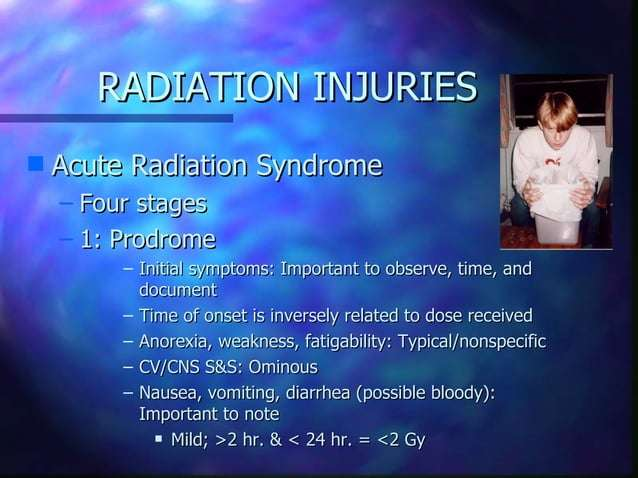 RADIATION INJURIES
Acute Radiation Syndrome
– Four stages
– 1: Prodrome
– Initial symptoms: Important to observe, time, and
document
– Time of onset is inversely related to dose received
– Anorexia, weakness, fatigability: Typical/nonspecific
– CV/CNS S&S: Ominous
– Nausea, vomiting, diarrhea (possible bloody):
Important to note
Mild; >2 hr. & < 24 hr. = <2 Gy